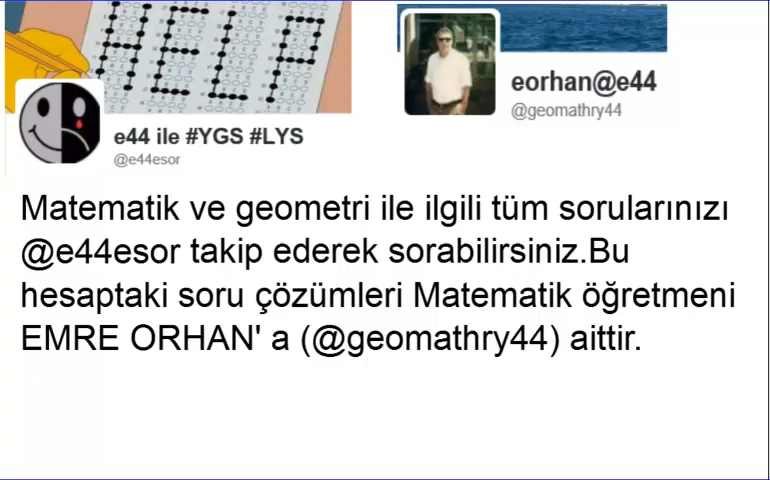 HELP
e44 ile #YGS #LYS
@e44esor
eorhan@e44
@geomathry44
Matematik ve geometri ile ilgili tüm sorularınızı
@e44esor takip ederek sorabilirsiniz.Bu
hesaptaki soru çözümleri Matematik öğretmeni
EMRE ORHAN' a (@geomathry44) aittir.